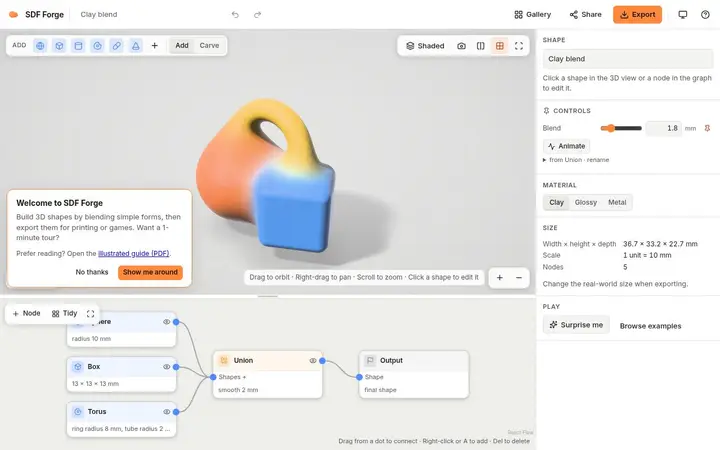 SDF Forge
Clay blend
Gallery
Share
Export
ADD
Add
Carve
Shaded
Welcome to SDF Forge
Build 3D shapes by blending simple forms, then
export them for printing or games. Want a 1-
minute tour?
Prefer reading? Open the illustrated guide (PDF).
No thanks
Show me around
Drag to orbit · Right-drag to pan · Scroll to zoom · Click a shape to edit it
SHAPE
Clay blend
Click a shape in the 3D view or a node in the graph
to edit it.
CONTROLS
Blend
1.8 mm
Animate
from Union · rename
MATERIAL
Clay
Glossy
Metal
SIZE
Width × height × depth 36.7 × 33.2 × 22.7 mm
Scale 1 unit = 10 mm
Nodes 5
Change the real-world size when exporting.
PLAY
Surprise me
Browse examples
Node
Tidy
radius 10 mm
Box
13 × 13 × 13 mm
Torus
ring radius 8 mm, tube radius 2 ...
Union
Shapes +
smooth 2 mm
Output
Shape
final shape
React Flow
Drag from a dot to connect · Right-click or A to add · Del to delete